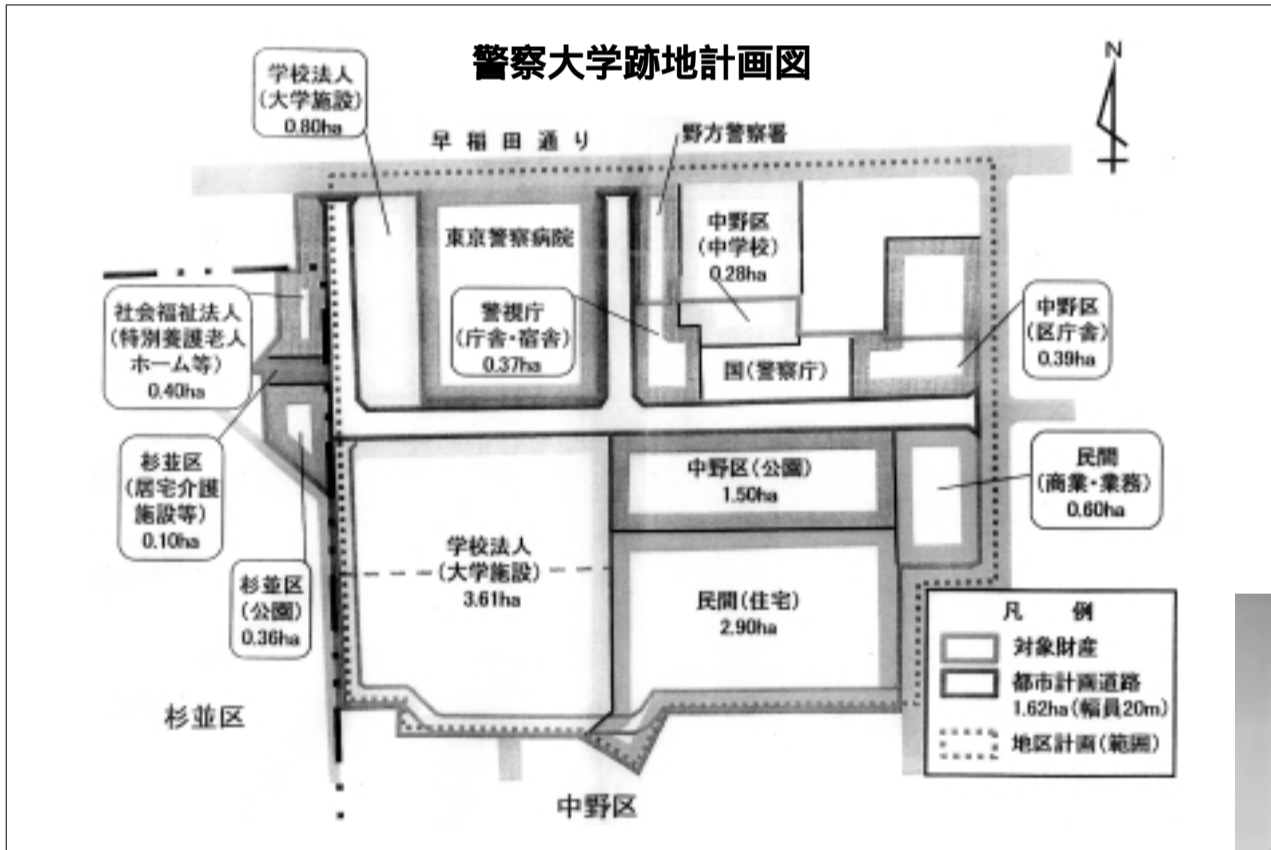 警察大学跡地計画図
N
学校法人
(大学施設)
0.80ha
早稲田通り
野方警察署
東京警察病院
中野区
(中学校)
0.28ha
社会福祉法人
(特別養護老人
ホーム等)
0.40ha
警視庁
(庁舎・宿舎)
0.37ha
国(警察庁)
中野区
(区庁舎)
0.39ha
杉並区
(居宅介護
施設等)
0.10ha
中野区(公園)
1.50ha
民間
(商業・業務)
0.60ha
杉並区
(公園)
0.36ha
学校法人
(大学施設)
3.61ha
民間(住宅)
2.90ha
凡例
対象財産
都市計画道路
1.62ha(幅員20m)
地区計画(範囲)
杉並区
中野区